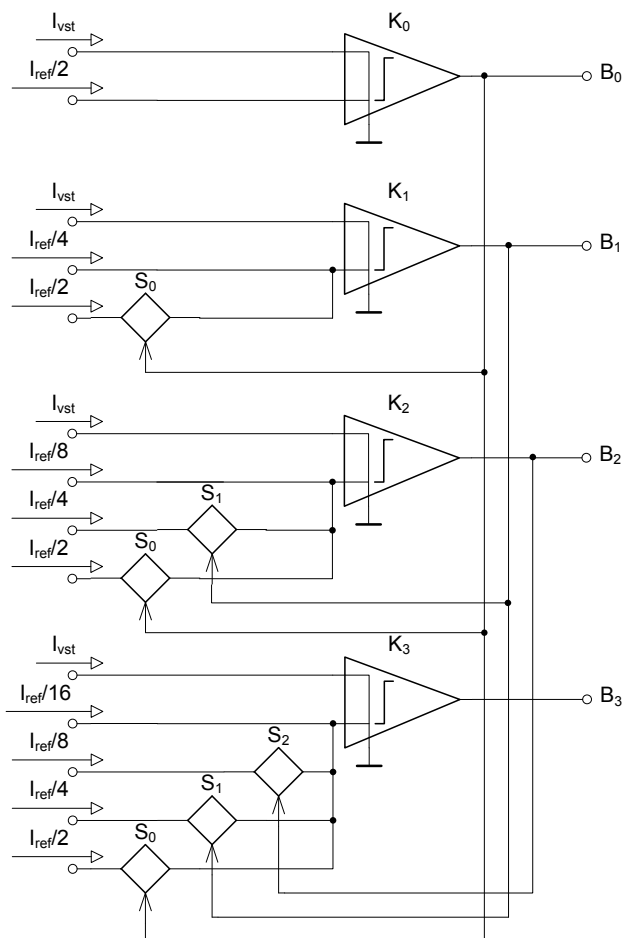 Ivst
K0
Iref/2
B0
Ivst
K1
Iref/4
B1
Iref/2
S0
Ivst
K2
Iref/8
B2
Iref/4
S1
Iref/2
S0
Ivst
K3
Iref/16
B3
Iref/8
S2
Iref/4
S1
Iref/2
S0